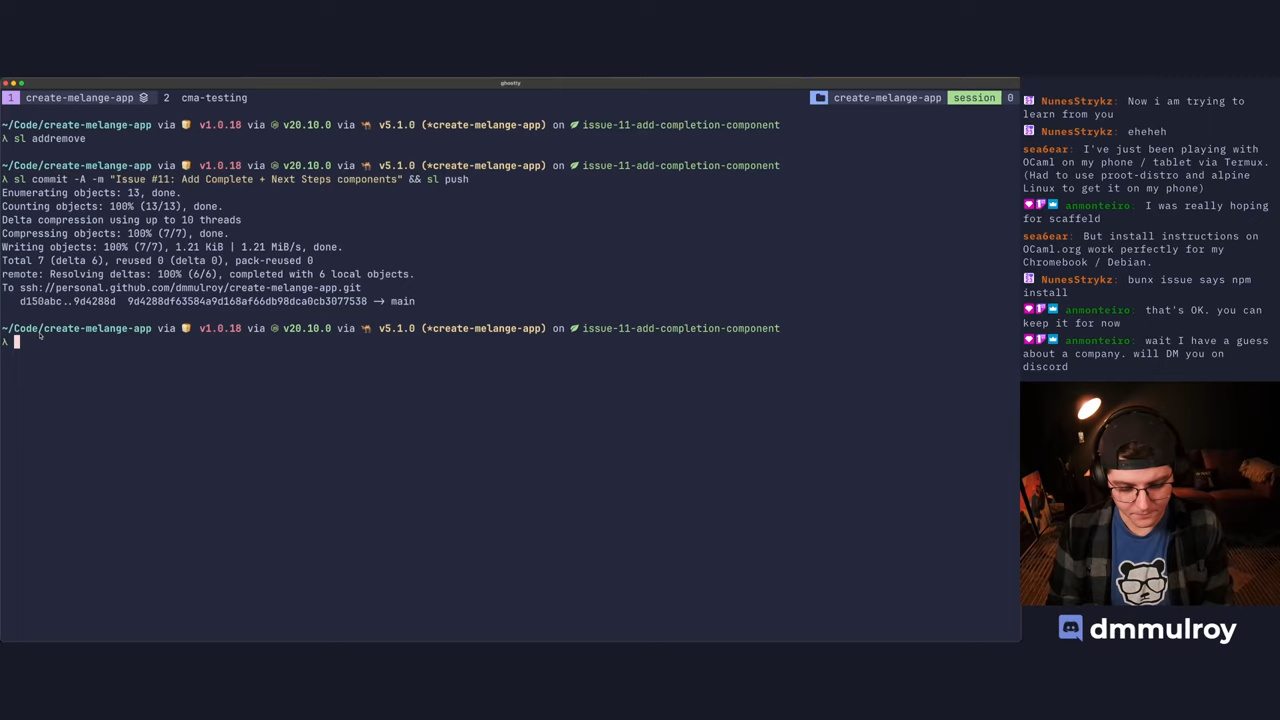 ghostty
1 create-melange-app 2 cma-testing create-melange-app session 0
~/Code/create-melange-app via v1.0.18 via v20.10.0 via v5.1.0 (*create-melange-app) on issue-11-add-completion-component
λ sl addremove
~/Code/create-melange-app via v1.0.18 via v20.10.0 via v5.1.0 (*create-melange-app) on issue-11-add-completion-component
λ sl commit -A -m "Issue #11: Add Complete + Next Steps components" && sl push
Enumerating objects: 13, done.
Counting objects: 100% (13/13), done.
Delta compression using up to 10 threads
Compressing objects: 100% (7/7), done.
Writing objects: 100% (7/7), 1.21 KiB | 1.21 MiB/s, done.
Total 7 (delta 6), reused 0 (delta 0), pack-reused 0
remote: Resolving deltas: 100% (6/6), completed with 6 local objects.
To ssh://personal.github.com/dmmulroy/create-melange-app.git
d150abc..9d4288d 9d4288df63584a9d168af66db98dca0cb3077538 -> main
~/Code/create-melange-app via v1.0.18 via v20.10.0 via v5.1.0 (*create-melange-app) on issue-11-add-completion-component
λ
NunesStrykz: Now i am trying to
learn from you
NunesStrykz: eheheh
sea6ear: I've just been playing with
OCaml on my phone / tablet via Termux.
(Had to use proot-distro and alpine
Linux to get it on my phone)
anmonteiro: I was really hoping
for scaffeld
sea6ear: But install instructions on
OCaml.org work perfectly for my
Chromebook / Debian.
NunesStrykz: bunx issue says npm
install
anmonteiro: that's OK. you can
keep it for now
anmonteiro: wait I have a guess
about a company. will DM you on
discord
dmmulroy